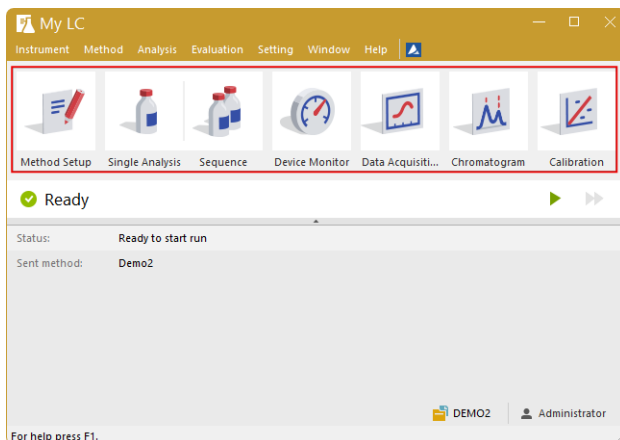 My LC
Instrument Method Analysis Evaluation Setting Window Help
Method Setup Single Analysis Sequence Device Monitor Data Acquisiti... Chromatogram Calibration
Ready
Status: Ready to start run
Sent method: Demo2
DEMO2 Administrator
For help press F1.